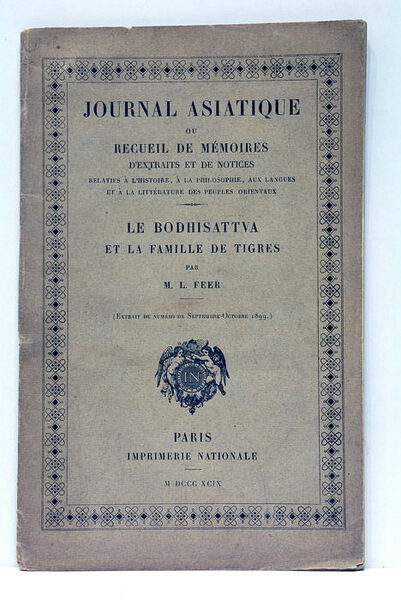 JOURNAL ASIATIQUE
OU
RECUEIL DE MÉMOIRES
D'EXTRAITS ET DE NOTICES
RELATIFS À L'HISTOIRE, À LA PHILOSOPHIE, AUX LANGUES
ET À LA LITTÉRATURE DES PEUPLES ORIENTAUX
LE BODHISATTVA
ET LA FAMILLE DE TIGRES
PAR
M. L. FEER
(EXTRAIT DU NUMÉRO DE SEPTEMBRE-OCTOBRE 1899.)
IN
PARIS
IMPRIMERIE NATIONALE
M DCCC XCIX